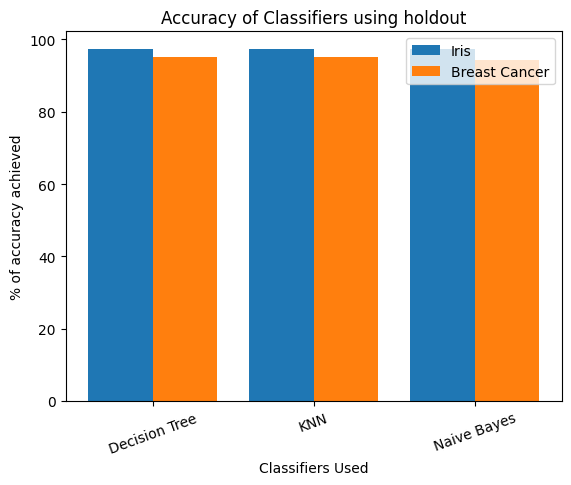 Accuracy of Classifiers using holdout
Iris
Breast Cancer
% of accuracy achieved
100
80
60
40
20
0
Decision Tree
KNN
Naive Bayes
Classifiers Used